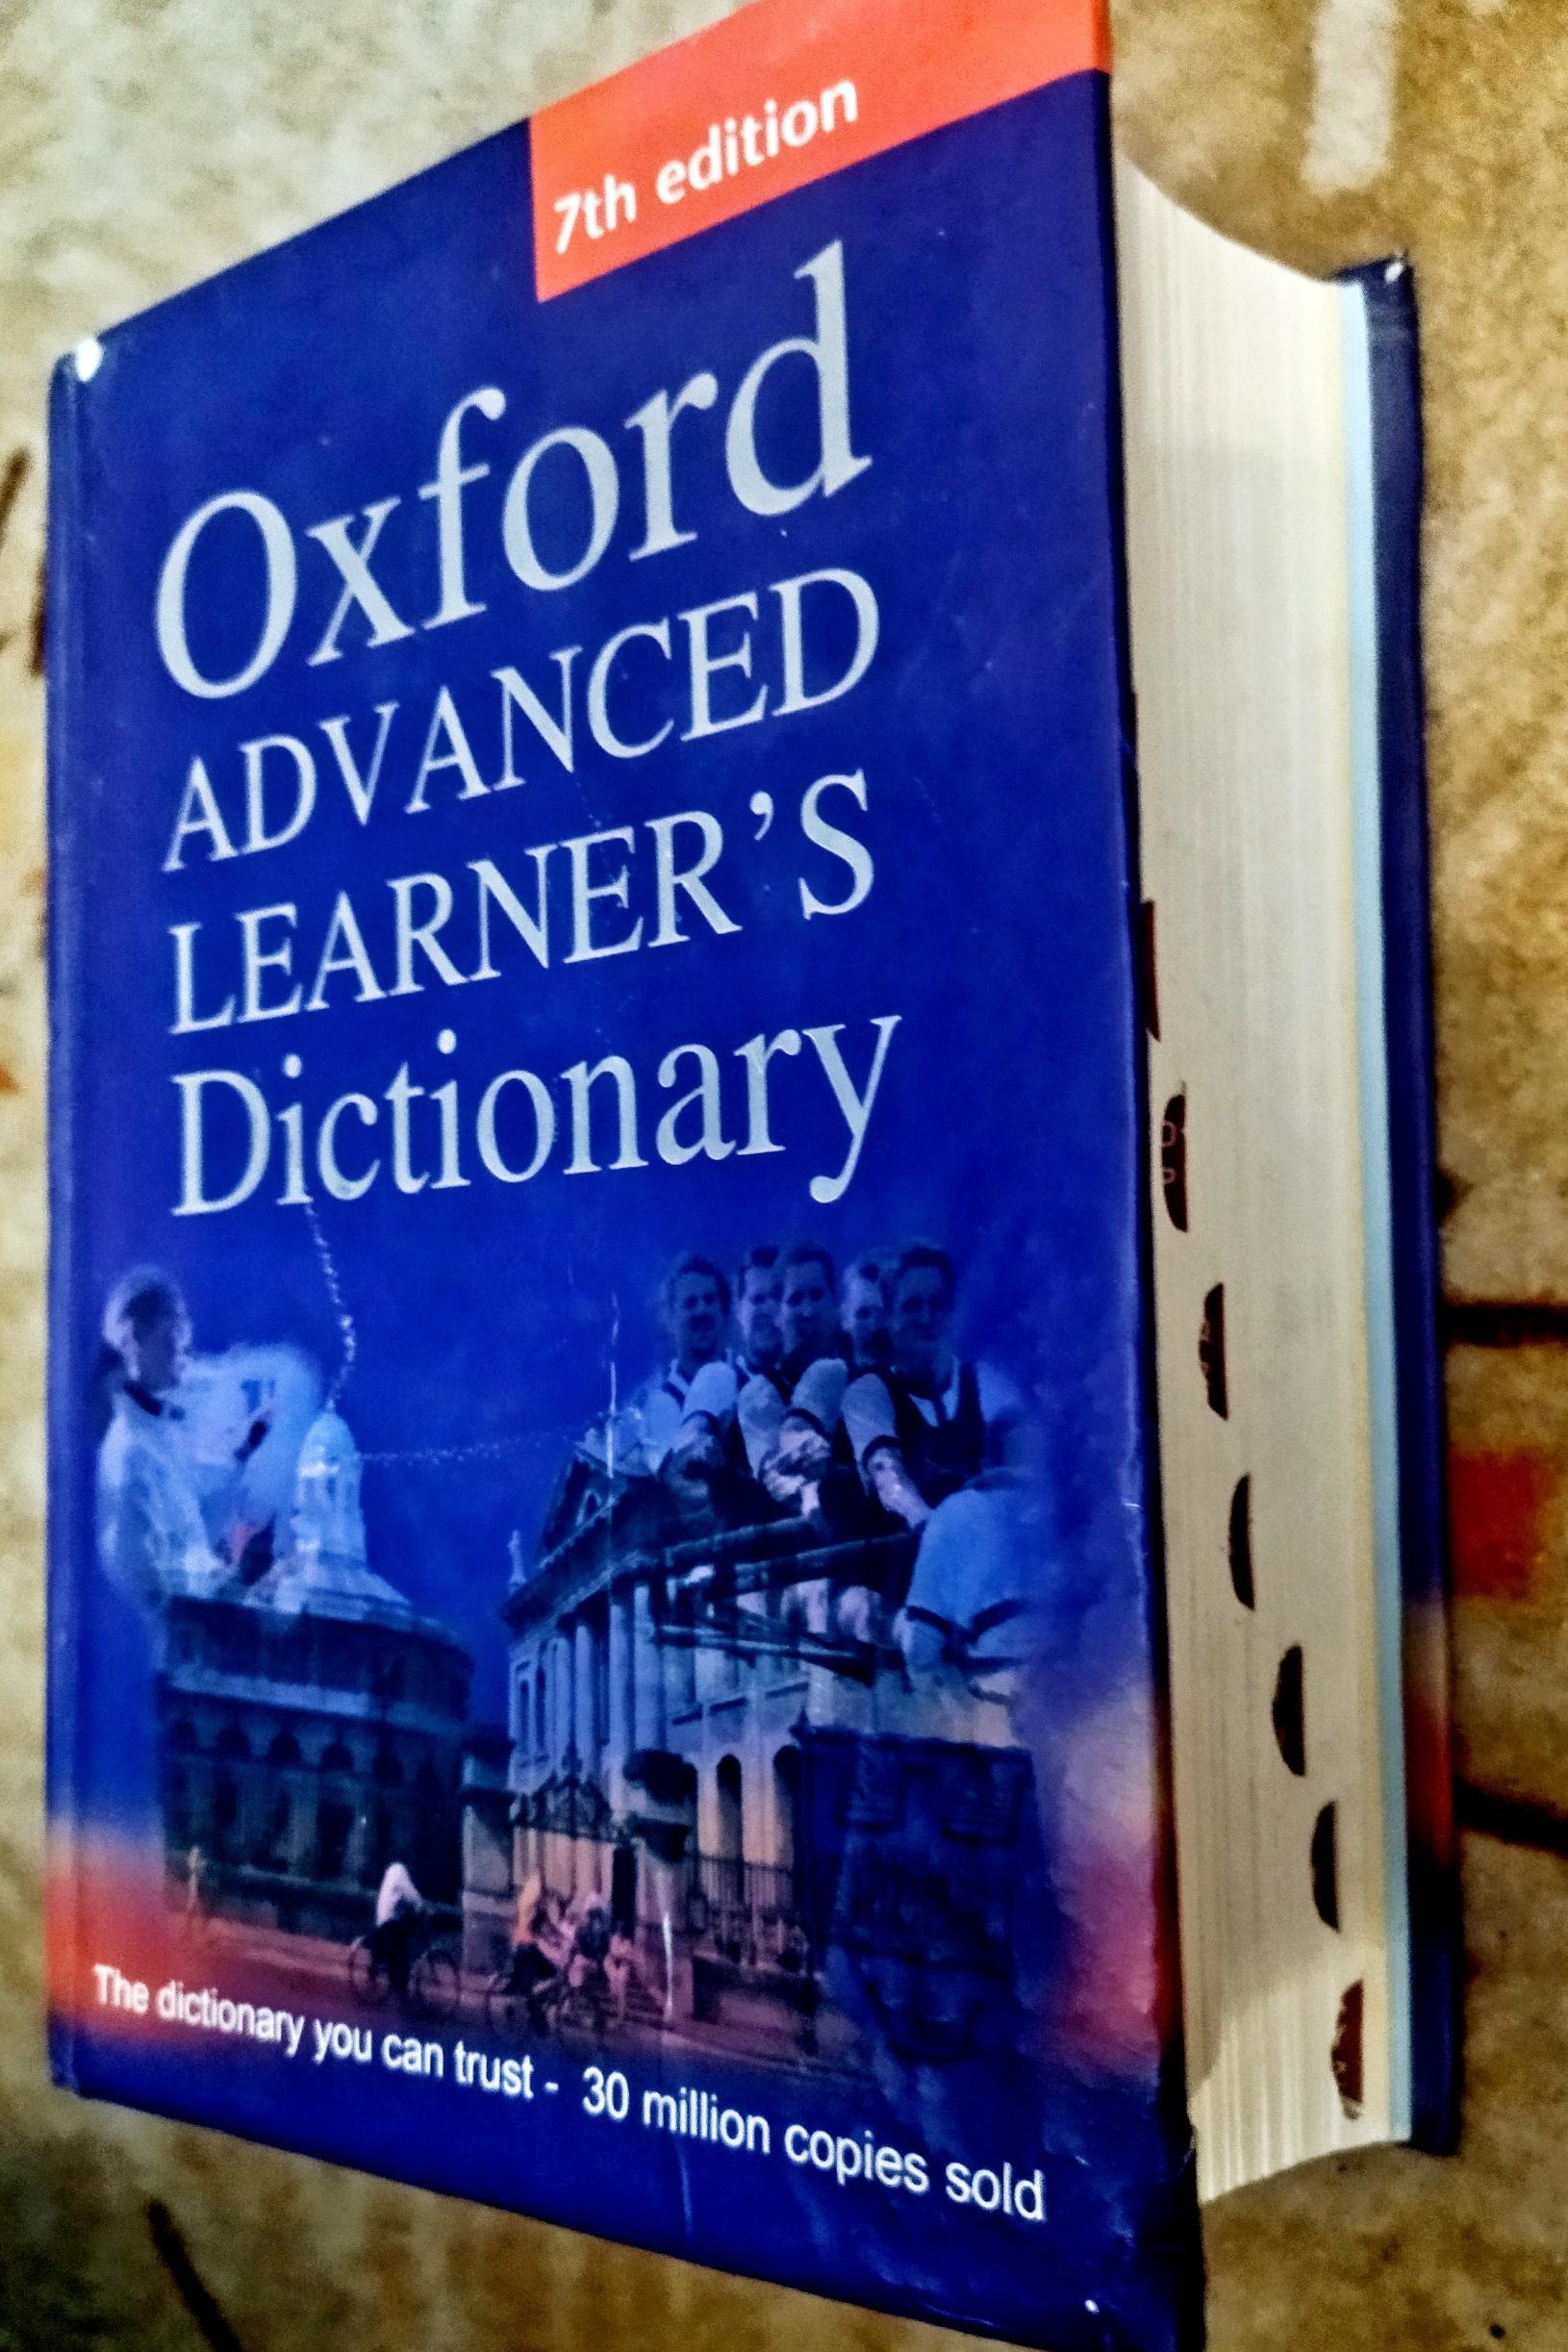 7th edition
Oxford
ADVANCED
LEARNER'S
Dictionary
The dictionary you can trust - 30 million copies sold